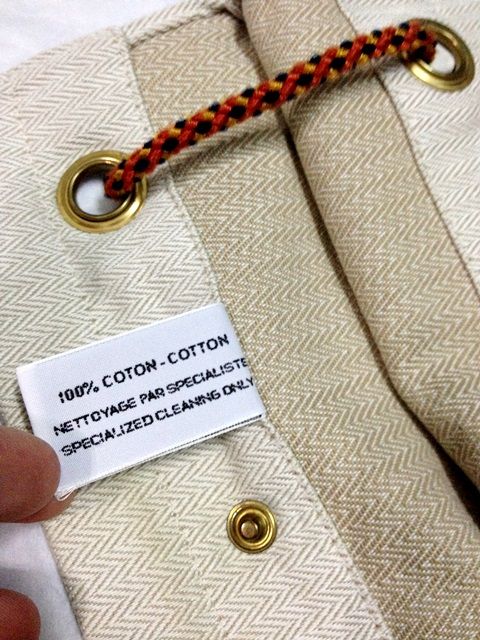 100% COTON - COTTON
NETTOYAGE PAR SPECIALISTE
SPECIALIZED CLEANING ONLY